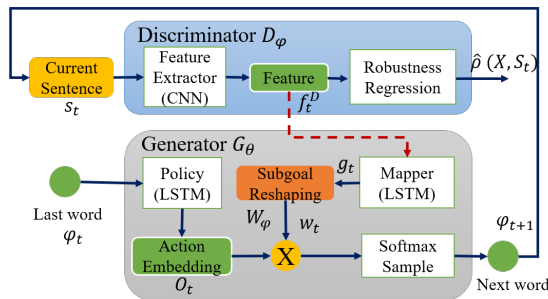 Discriminator D_φ
Current
Sentence
s_t
Feature
Extractor
(CNN)
Feature
f_t^D
Robustness
Regression
ρ̂ (X, S_t)
Generator G_θ
Last word
φ_t
Policy
(LSTM)
Action
Embedding
O_t
Subgoal
Reshaping
W_φ
w_t
X
g_t
Mapper
(LSTM)
Softmax
Sample
φ_{t+1}
Next word